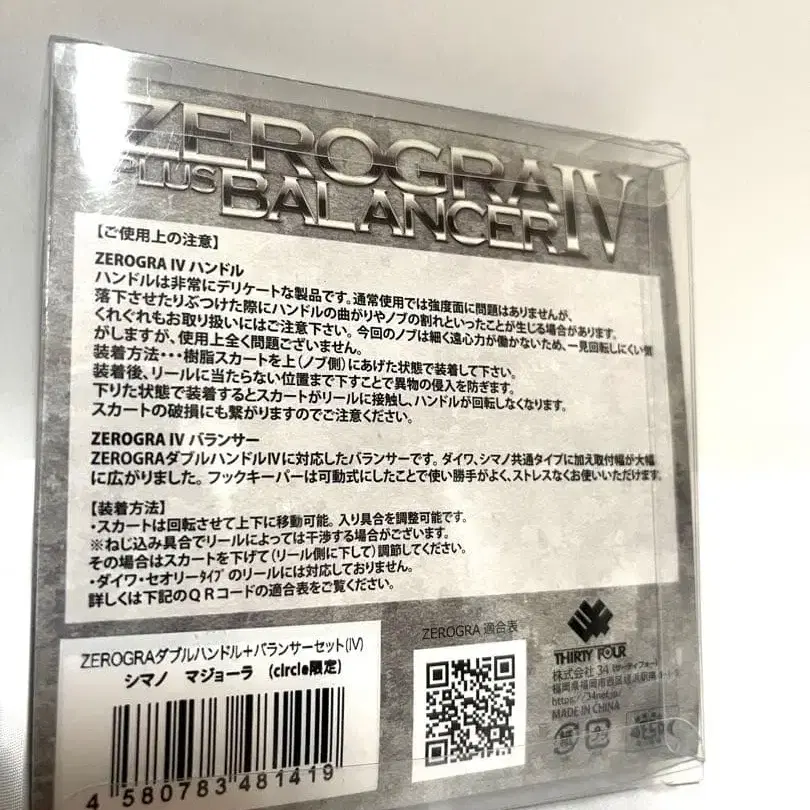 ZEROGRA IV
PLUS BALANCER
【ご使用上の注意】
ZEROGRA IV ハンドル
ハンドルは非常にデリケートな製品です。通常使用では強度面に問題はありませんが、
落下させたりぶつけた際にハンドルの曲がりやノブの割れといったことが生じる場合があります。
くれぐれもお取り扱いにはご注意下さい。今回のノブは細く遠心力が働かないため、一見回転しにくい気
がしますが、使用上全く問題ございません。
装着方法・・・樹脂スカートを上(ノブ側)にあげた状態で装着して下さい。
装着後、リールに当たらない位置まで下すことで異物の侵入を防ぎます。
下りた状態で装着するとスカートがリールに接触し、ハンドルが回転しなくなります。
スカートの破損にも繋がりますのでご注意ください。
ZEROGRA IV バランサー
ZEROGRAダブルハンドルIVに対応したバランサーです。ダイワ、シマノ共通タイプに加え取付幅が大幅
に広がりました。フックキーパーは可動式にしたことで使い勝手がよく、ストレスなくお使いいただけます。
【装着方法】
・スカートは回転させて上下に移動可能。入り具合を調整可能です。
※ねじ込み具合でリールによっては干渉する場合がございます。
その場合はスカートを下げて(リール側に下して)調節してください。
・ダイワ・セオリータイプのリールには対応しておりません。
詳しくは下記のQRコードの適合表をご覧ください。
ZEROGRAダブルハンドル+バランサーセット(IV)
シマノ マジョーラ (circle限定)
4 580783 481419
ZEROGRA 適合表
THIRTY FOUR
株式会社 34 (サーティフォー)
https://34net.jp/
MADE IN CHINA